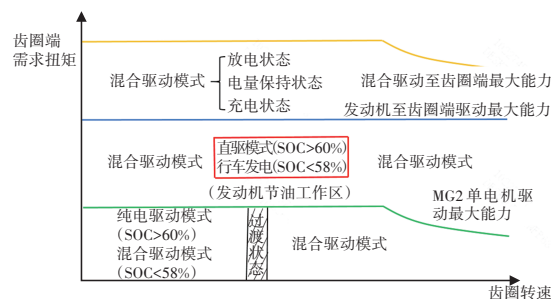 齿圈端
需求扭矩
混合驱动模式
放电状态
电量保持状态
充电状态
混合驱动至齿圈端最大能力
发动机至齿圈端驱动最大能力
混合驱动模式
直驱模式(SOC>60%)
行车发电(SOC<58%)
混合驱动模式
(发动机节油工作区)
MG2 单电机驱
动最大能力
纯电驱动模式
(SOC>60%)
混合驱动模式
(SOC<58%)
过渡状态
混合驱动模式
齿圈转速